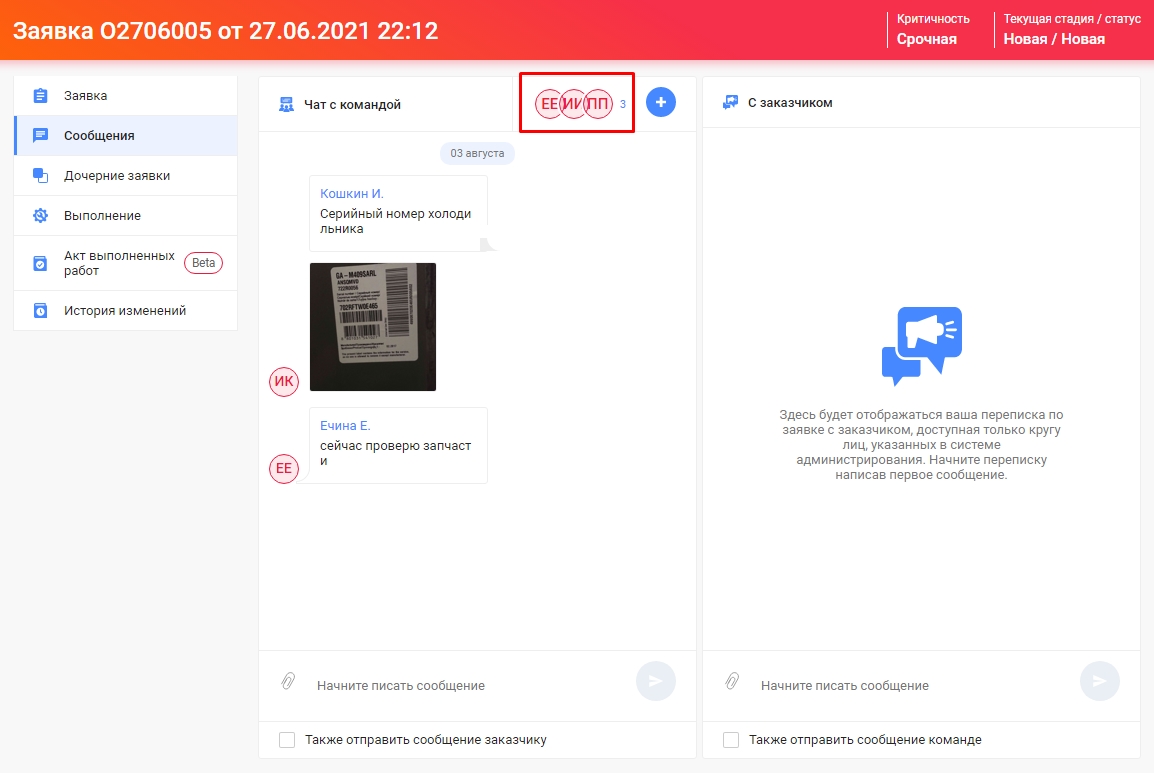 Заявка О2706005 от 27.06.2021 22:12
Критичность
Срочная
Текущая стадия / статус
Новая / Новая
Заявка
Сообщения
Дочерние заявки
Выполнение
Акт выполненных
работ
Beta
История изменений
Чат с командой
ЕЕ
ИИ
ПП
3
+
03 августа
Кошкин И.
Серийный номер холоди
льника
GA-M409SARL
702RFTW0E465
ИК
Ечина Е.
сейчас проверю запчаст
и
ЕЕ
Начните писать сообщение
Также отправить сообщение заказчику
С заказчиком
Здесь будет отображаться ваша переписка по
заявке с заказчиком, доступная только кругу
лиц, указанных в системе
администрирования. Начните переписку
написав первое сообщение.
Начните писать сообщение
Также отправить сообщение команде